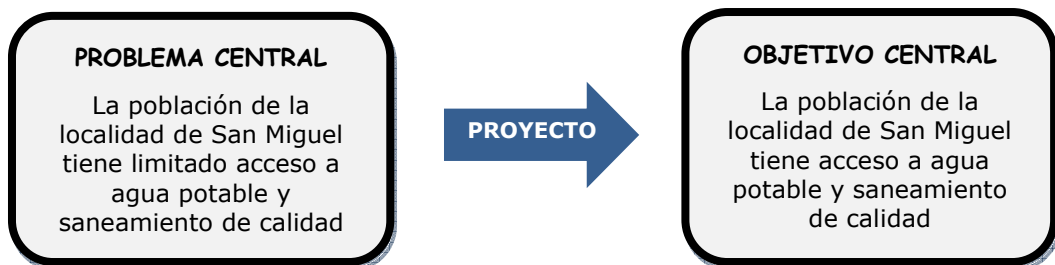 PROBLEMA CENTRAL
La población de la
localidad de San Miguel
tiene limitado acceso a
agua potable y
saneamiento de calidad
PROYECTO
OBJETIVO CENTRAL
La población de la
localidad de San Miguel
tiene acceso a agua
potable y saneamiento
de calidad